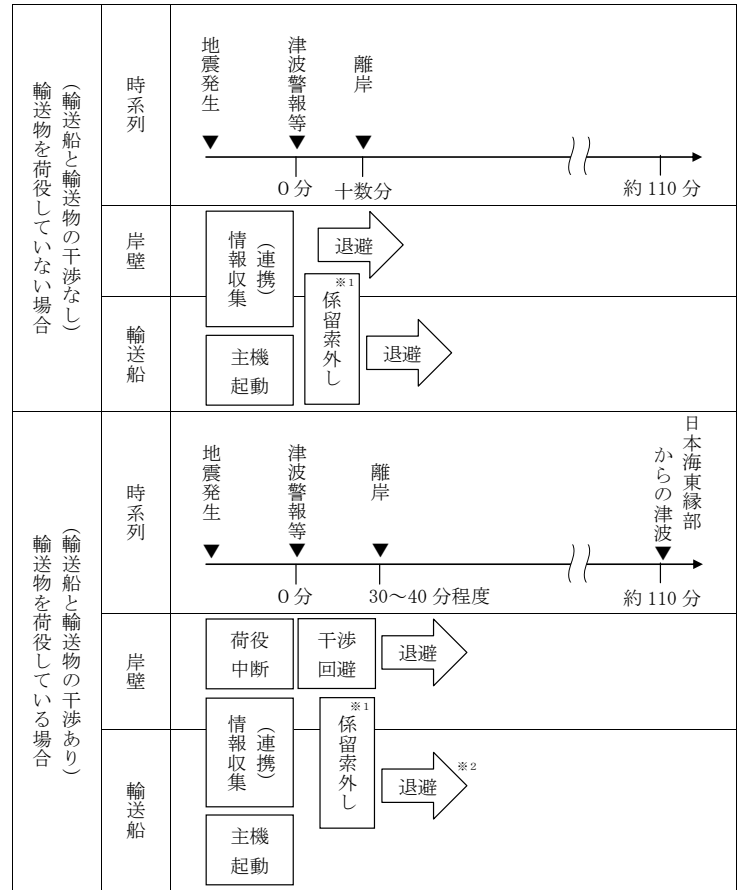 輸送物を荷役していない場合
(輸送船と輸送物の干渉なし)
時系列
地震発生
津波警報等
離岸
0分
十数分
約110分
岸壁
情報収集
(連携)
退避
※1
係留索外し
輸送船
主機
起動
退避
輸送物を荷役している場合
(輸送船と輸送物の干渉あり)
時系列
地震発生
津波警報等
離岸
日本海東縁部
からの津波
0分
30~40分程度
約110分
岸壁
荷役
中断
干渉
回避
退避
情報収集
(連携)
※1
係留索外し
輸送船
退避
※2
主機
起動